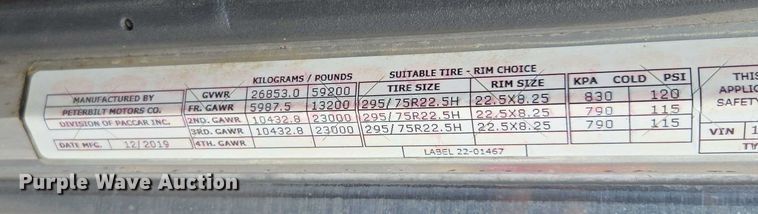 KILOGRAMS / POUNDS SUITABLE TIRE - RIM CHOICE
TIRE SIZE RIM SIZE KPA COLD PSI
MANUFACTURED BY
PETERBILT MOTORS CO.
DIVISION OF PACCAR INC.
DATE MFG. 12/2019
GVWR 26853.0 59200
FR. GAWR 5987.5 13200 295/75R22.5H 22.5X8.25 830 120
2ND. GAWR 10432.8 23000 295/75R22.5H 22.5X8.25 790 115
3RD. GAWR 10432.8 23000 295/75R22.5H 22.5X8.25 790 115
4TH. GAWR
LABEL 22-01467
THIS
APPLIC
SAFETY
VIN 1
Purple Wave Auction